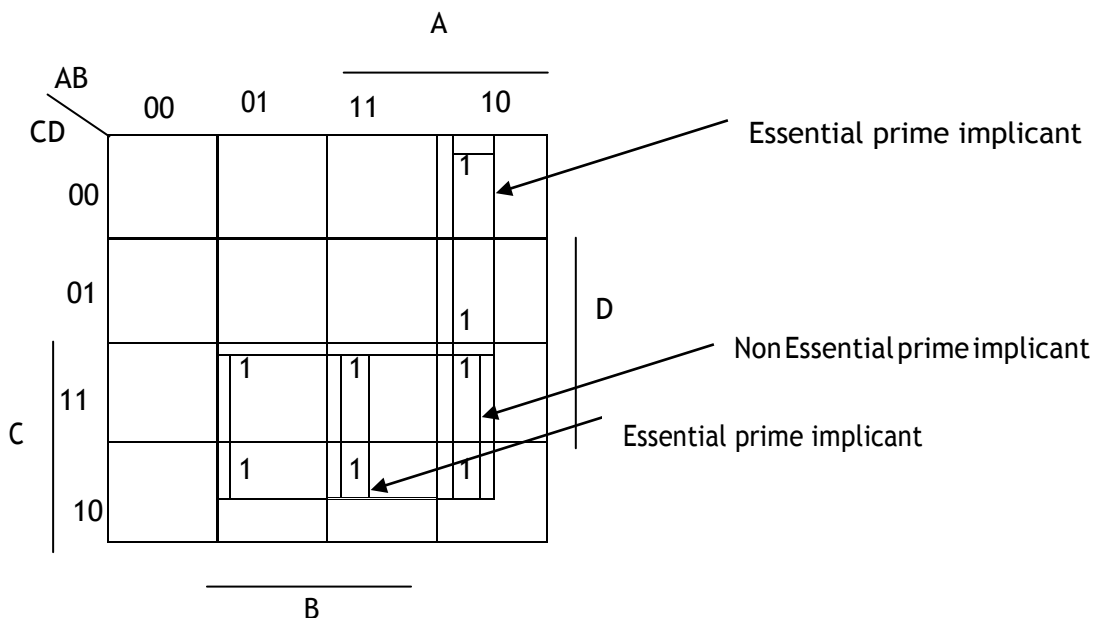 A
AB
00 01 11 10
CD
Essential prime implicant
1
00
01
1
D
Non Essential prime implicant
1 1 1
11
C
Essential prime implicant
1 1 1
10
B